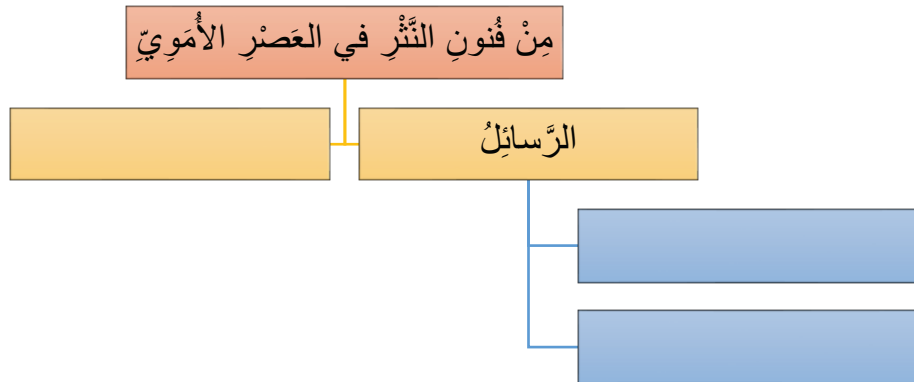 مِنْ فُنونِ النَّثْرِ في العَصْرِ الأُمَوِيِّ
الرَّسائِلُ